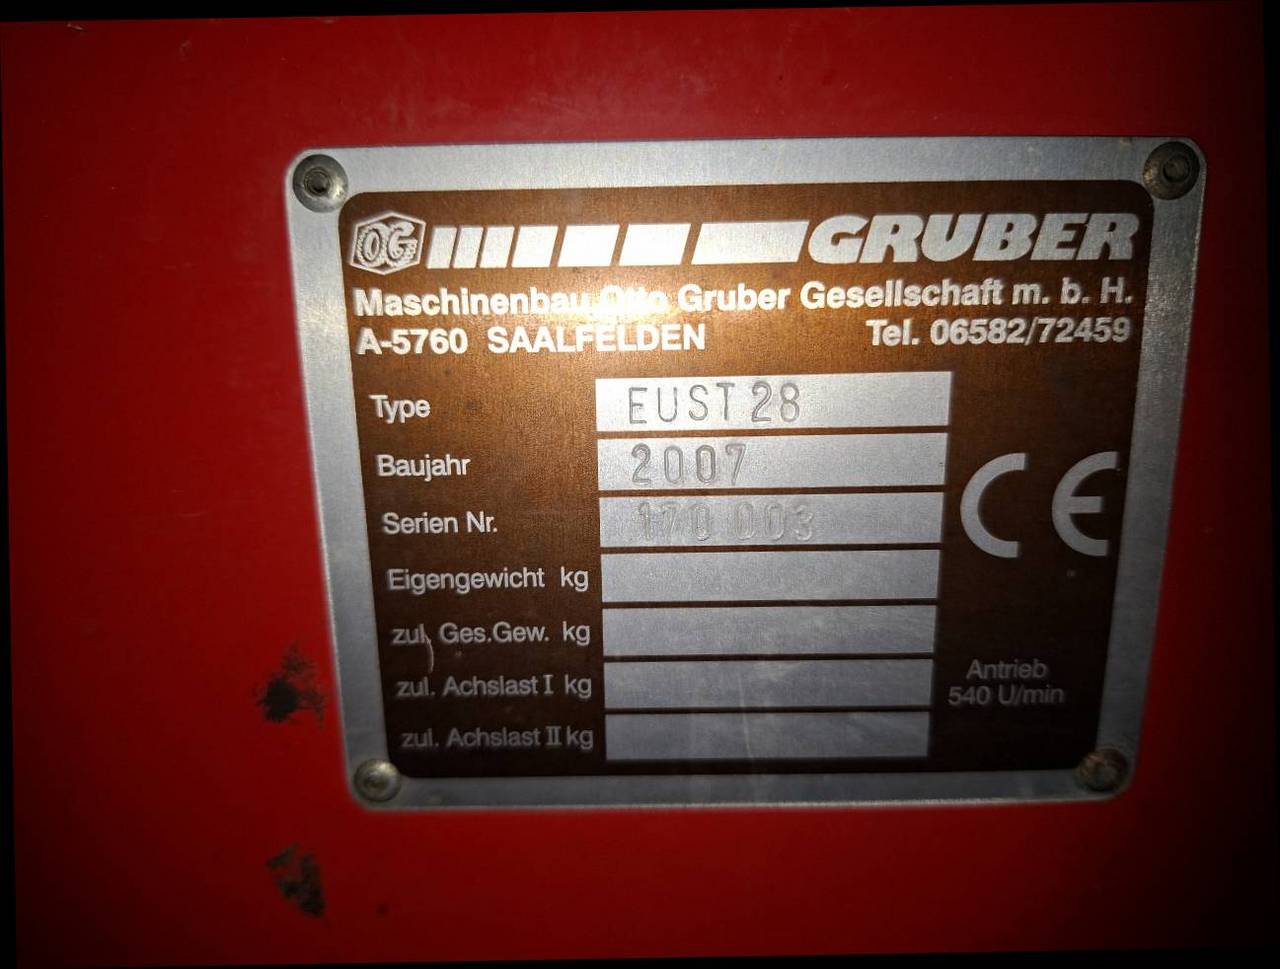 OG GRUBER
Maschinenbau Otto Gruber Gesellschaft m. b. H.
A-5760 SAALFELDEN Tel. 06582/72459
Type EUST 28
Baujahr 2007
Serien Nr. 170 003
Eigengewicht kg
zul. Ges.Gew. kg
zul. Achslast I kg
zul. Achslast II kg
CE
Antrieb
540 U/min